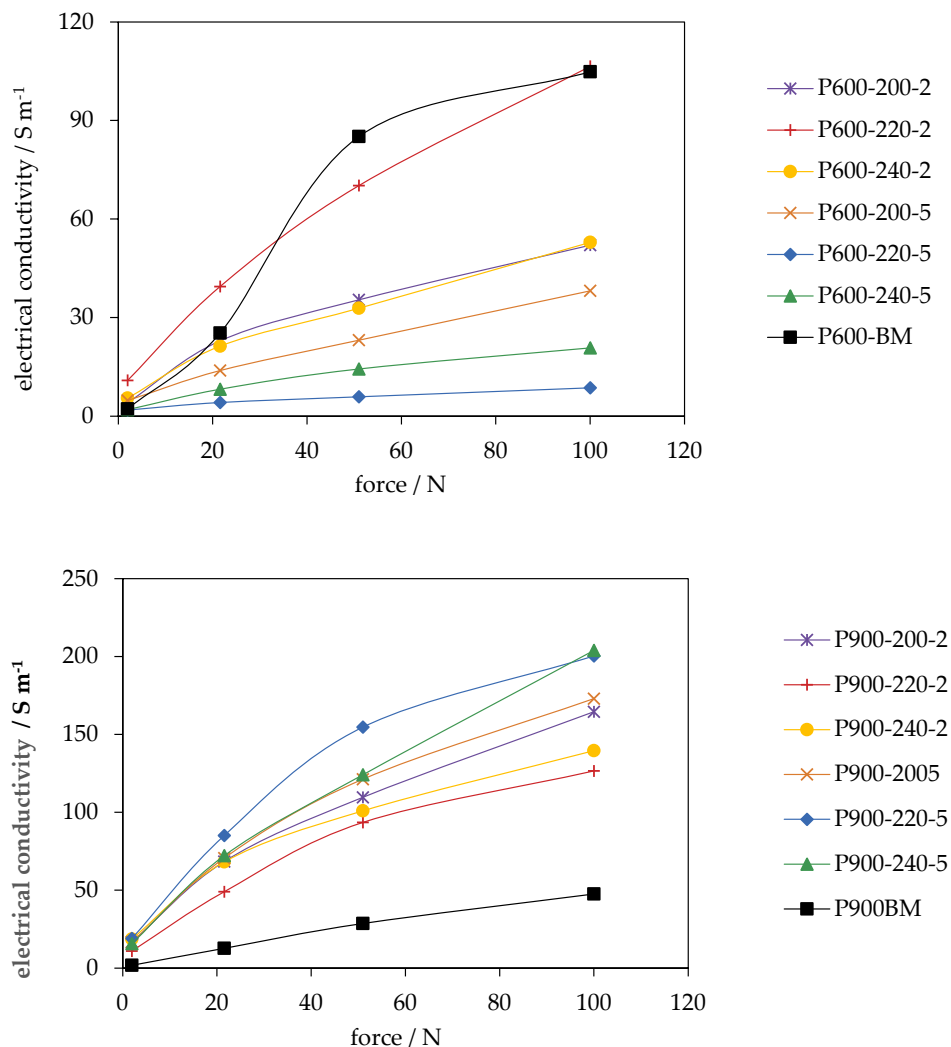 120
90
60
30
0
electrical conductivity / S m⁻¹
0 20 40 60 80 100 120
force / N
P600-200-2
P600-220-2
P600-240-2
P600-200-5
P600-220-5
P600-240-5
P600-BM
250
200
150
100
50
0
electrical conductivity / S m⁻¹
0 20 40 60 80 100 120
force / N
P900-200-2
P900-220-2
P900-240-2
P900-2005
P900-220-5
P900-240-5
P900BM